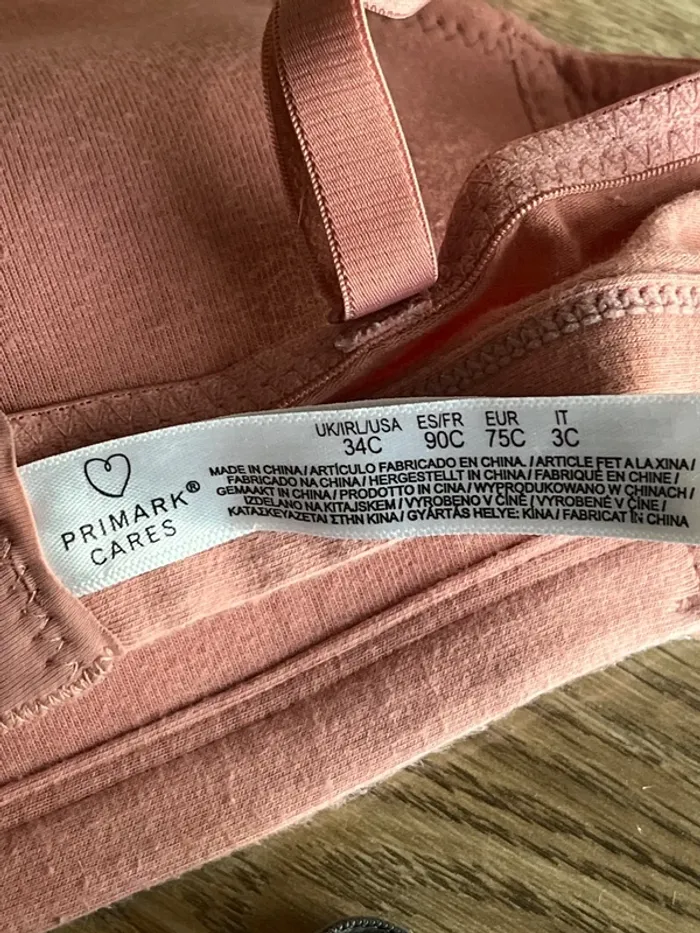 PRIMARK®
CARES
UK/IRL/USA ES/FR EUR IT
34C 90C 75C 3C
MADE IN CHINA / ARTÍCULO FABRICADO EN CHINA. / ARTICLE FET A LA XINA /
FABRICADO NA CHINA / HERGESTELLT IN CHINA / FABRIQUÉ EN CHINE /
GEMAAKT IN CHINA / PRODOTTO IN CINA / WYPRODUKOWANO W CHINACH /
IZDELANO NA KITAJSKEM / VYROBENO V ČÍNĚ / VYROBENÉ V ČÍNE /
ΚΑΤΑΣΚΕΥΑΖΕΤΑΙ ΣΤΗΝ ΚΙΝΑ / GYÁRTÁS HELYE: KÍNA / FABRICAT ÎN CHINA